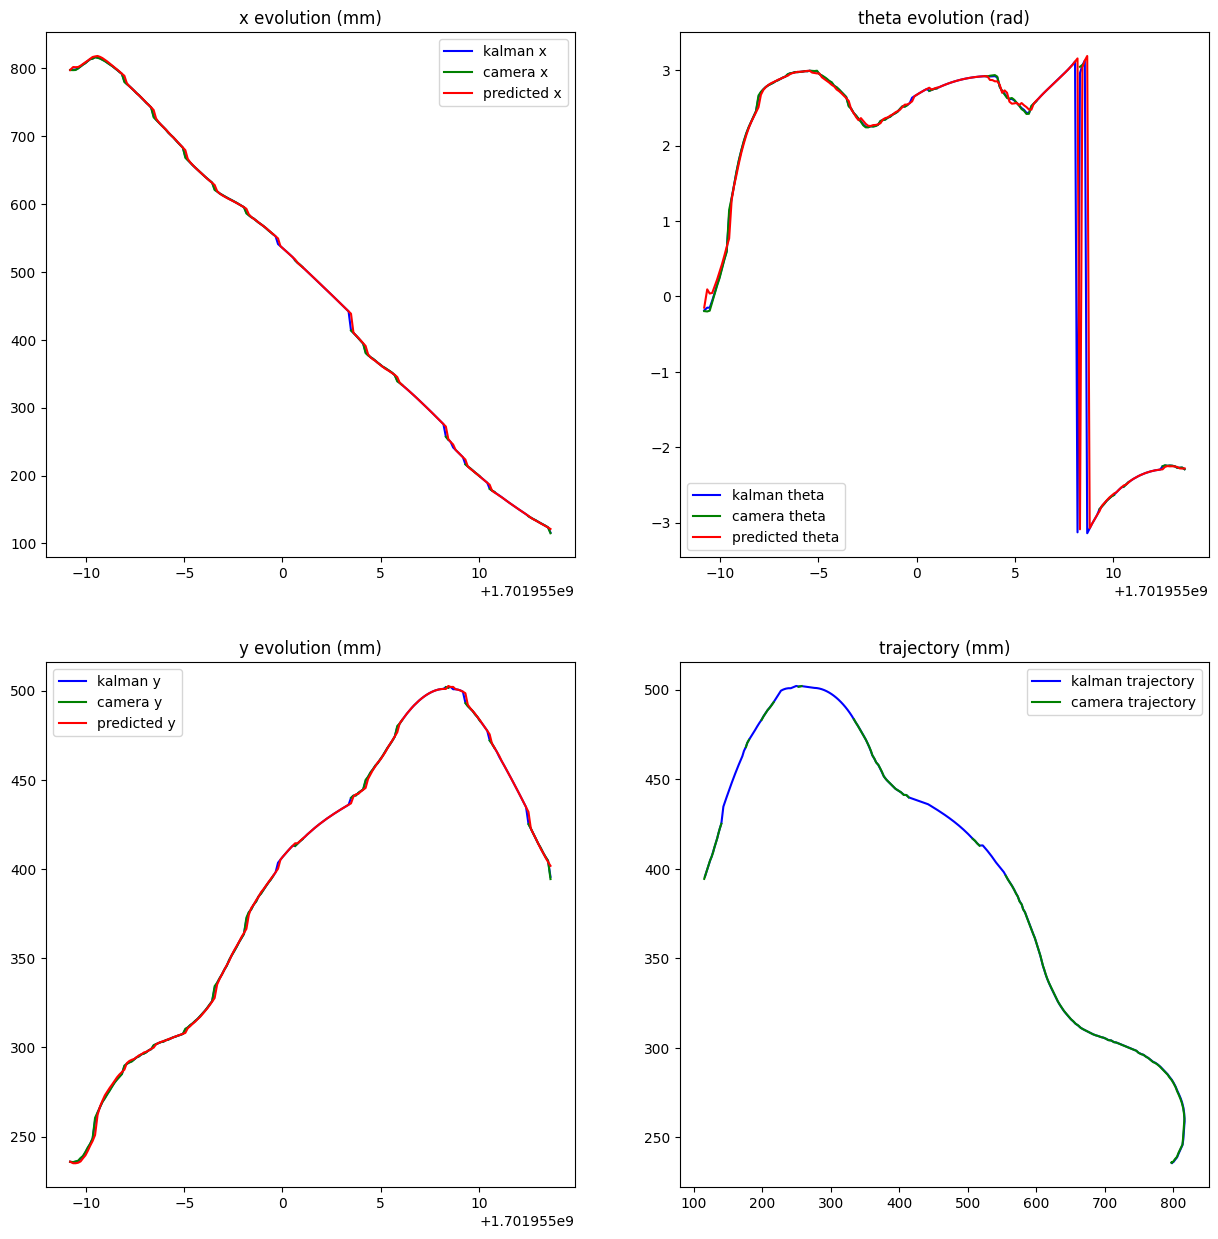 x evolution (mm)
800
700
600
500
400
300
200
100
−10
−5
0
5
10
+1.701955e9
kalman x
camera x
predicted x
theta evolution (rad)
3
2
1
0
−1
−2
−3
−10
−5
0
5
10
+1.701955e9
kalman theta
camera theta
predicted theta
y evolution (mm)
500
450
400
350
300
250
−10
−5
0
5
10
+1.701955e9
kalman y
camera y
predicted y
trajectory (mm)
500
450
400
350
300
250
100
200
300
400
500
600
700
800
kalman trajectory
camera trajectory